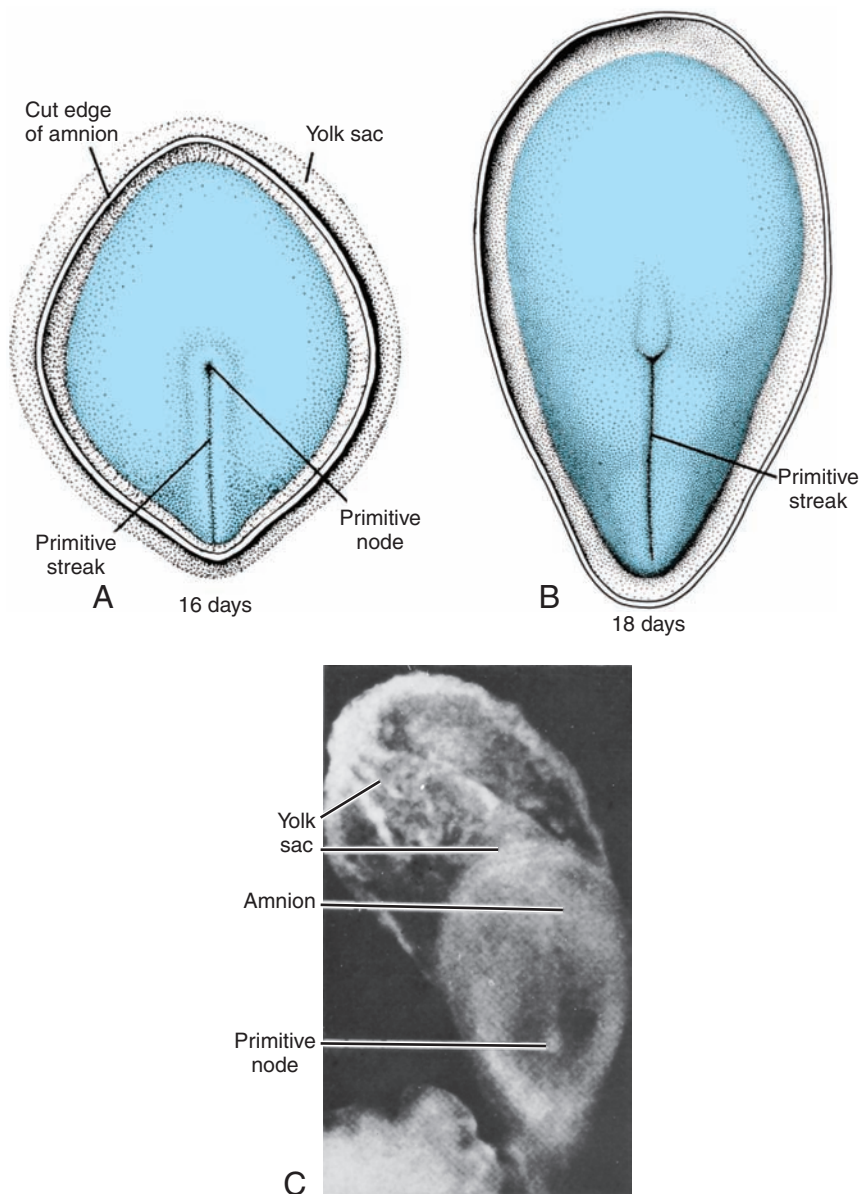 Cut edge
of amnion
Yolk sac
Primitive
streak
Primitive
node
A
16 days
Primitive
streak
B
18 days
Yolk
sac
Amnion
Primitive
node
C